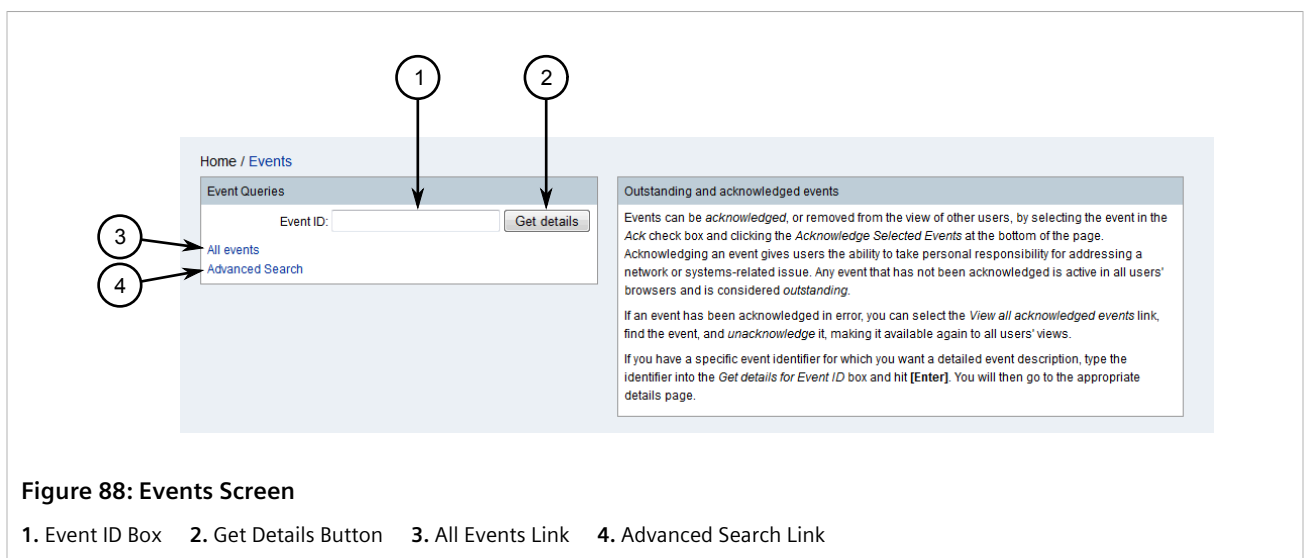 1
2
3
4
Home / Events
Event Queries
Event ID:
Get details
All events
Advanced Search
Outstanding and acknowledged events
Events can be acknowledged, or removed from the view of other users, by selecting the event in the
Ack check box and clicking the Acknowledge Selected Events at the bottom of the page.
Acknowledging an event gives users the ability to take personal responsibility for addressing a
network or systems-related issue. Any event that has not been acknowledged is active in all users'
browsers and is considered outstanding.
If an event has been acknowledged in error, you can select the View all acknowledged events link,
find the event, and unacknowledge it, making it available again to all users' views.
If you have a specific event identifier for which you want a detailed event description, type the
identifier into the Get details for Event ID box and hit [Enter]. You will then go to the appropriate
details page.
Figure 88: Events Screen
1. Event ID Box 2. Get Details Button 3. All Events Link 4. Advanced Search Link